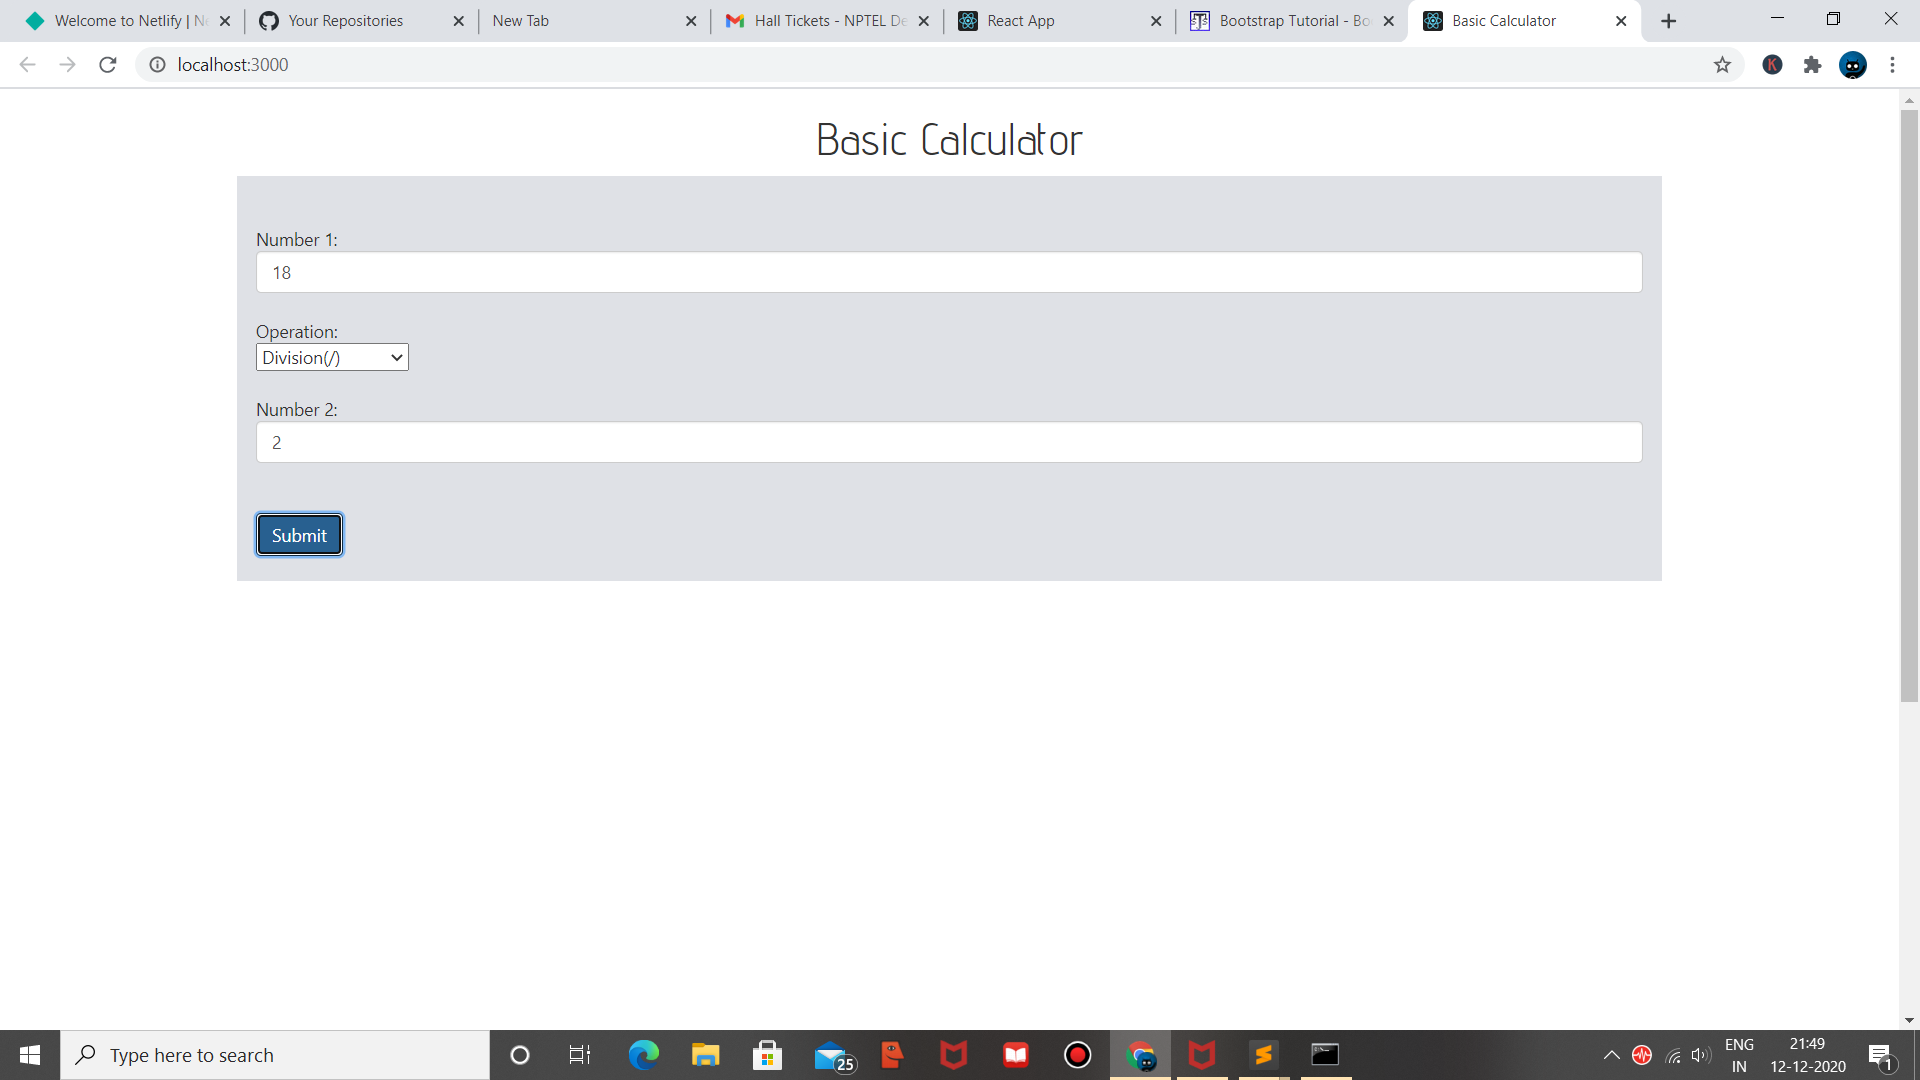 Welcome to Netlify | N
Your Repositories
New Tab
Hall Tickets - NPTEL De
React App
Bootstrap Tutorial - Bo
Basic Calculator
localhost:3000
K
Basic Calculator
Number 1:
18
Operation:
Division(/)
Number 2:
2
Submit
Type here to search
25
ENG
IN
21:49
12-12-2020
1